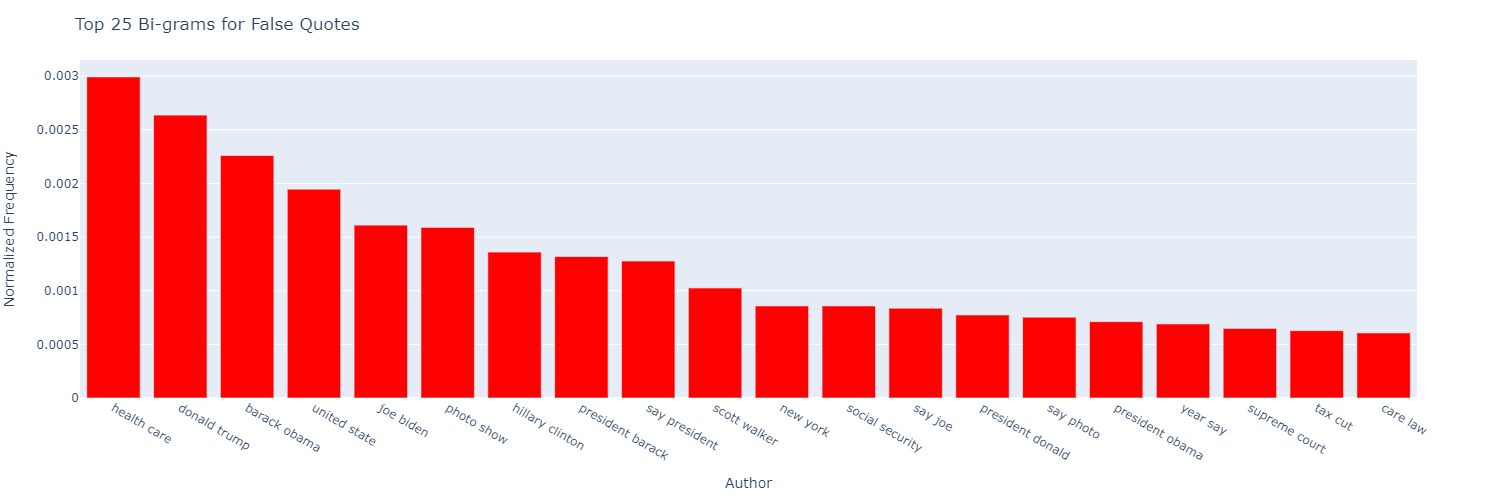 Top 25 Bi-grams for False Quotes
Normalized Frequency
0.003
0.0025
0.002
0.0015
0.001
0.0005
0
health care
donald trump
barack obama
united state
joe biden
photo show
hillary clinton
president barack
say president
scott walker
new york
social security
say joe
president donald
say photo
president obama
year say
supreme court
tax cut
care law
Author